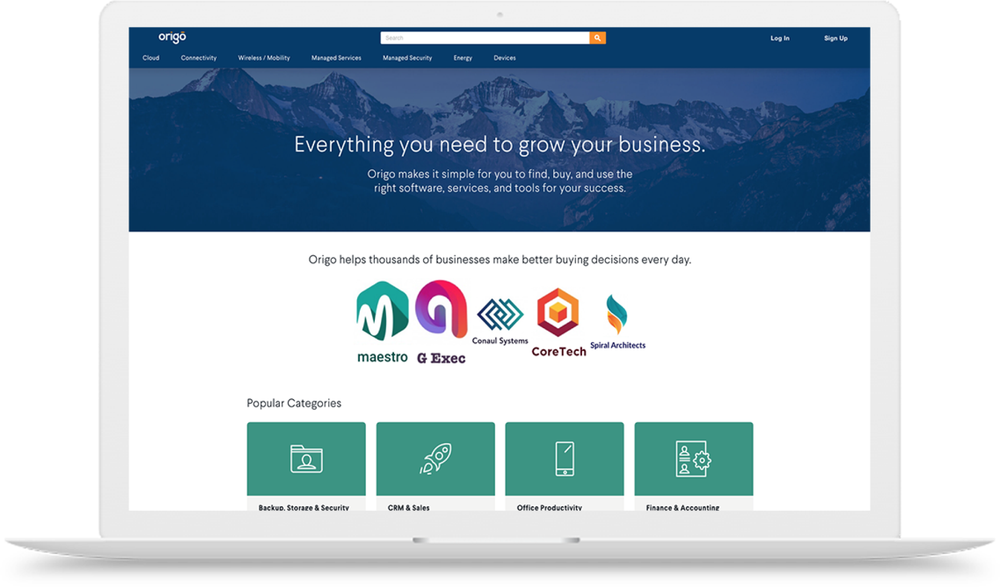 origō
Search
Log In
Sign Up
Cloud
Connectivity
Wireless / Mobility
Managed Services
Managed Security
Energy
Devices
Everything you need to grow your business.
Origo makes it simple for you to find, buy, and use the
right software, services, and tools for your success.
Origo helps thousands of businesses make better buying decisions every day.
maestro
G Exec
Conaul Systems
CoreTech
Spiral Architects
Popular Categories
Backup, Storage & Security
CRM & Sales
Office Productivity
Finance & Accounting